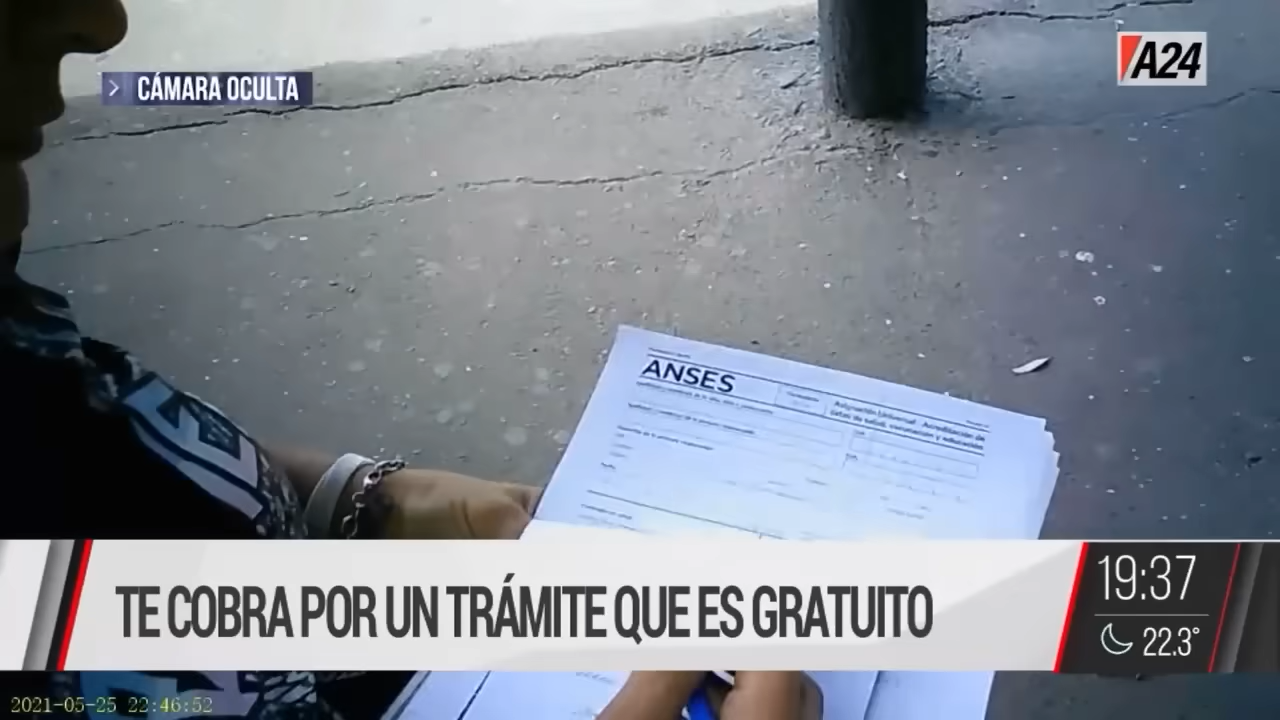 CÁMARA OCULTA
A24
ANSES
Asignación Universal - Acreditación de
datos de salud, vacunación y educación
TE COBRA POR UN TRÁMITE QUE ES GRATUITO
19:37
22.3°
2021-05-25 22:46:52